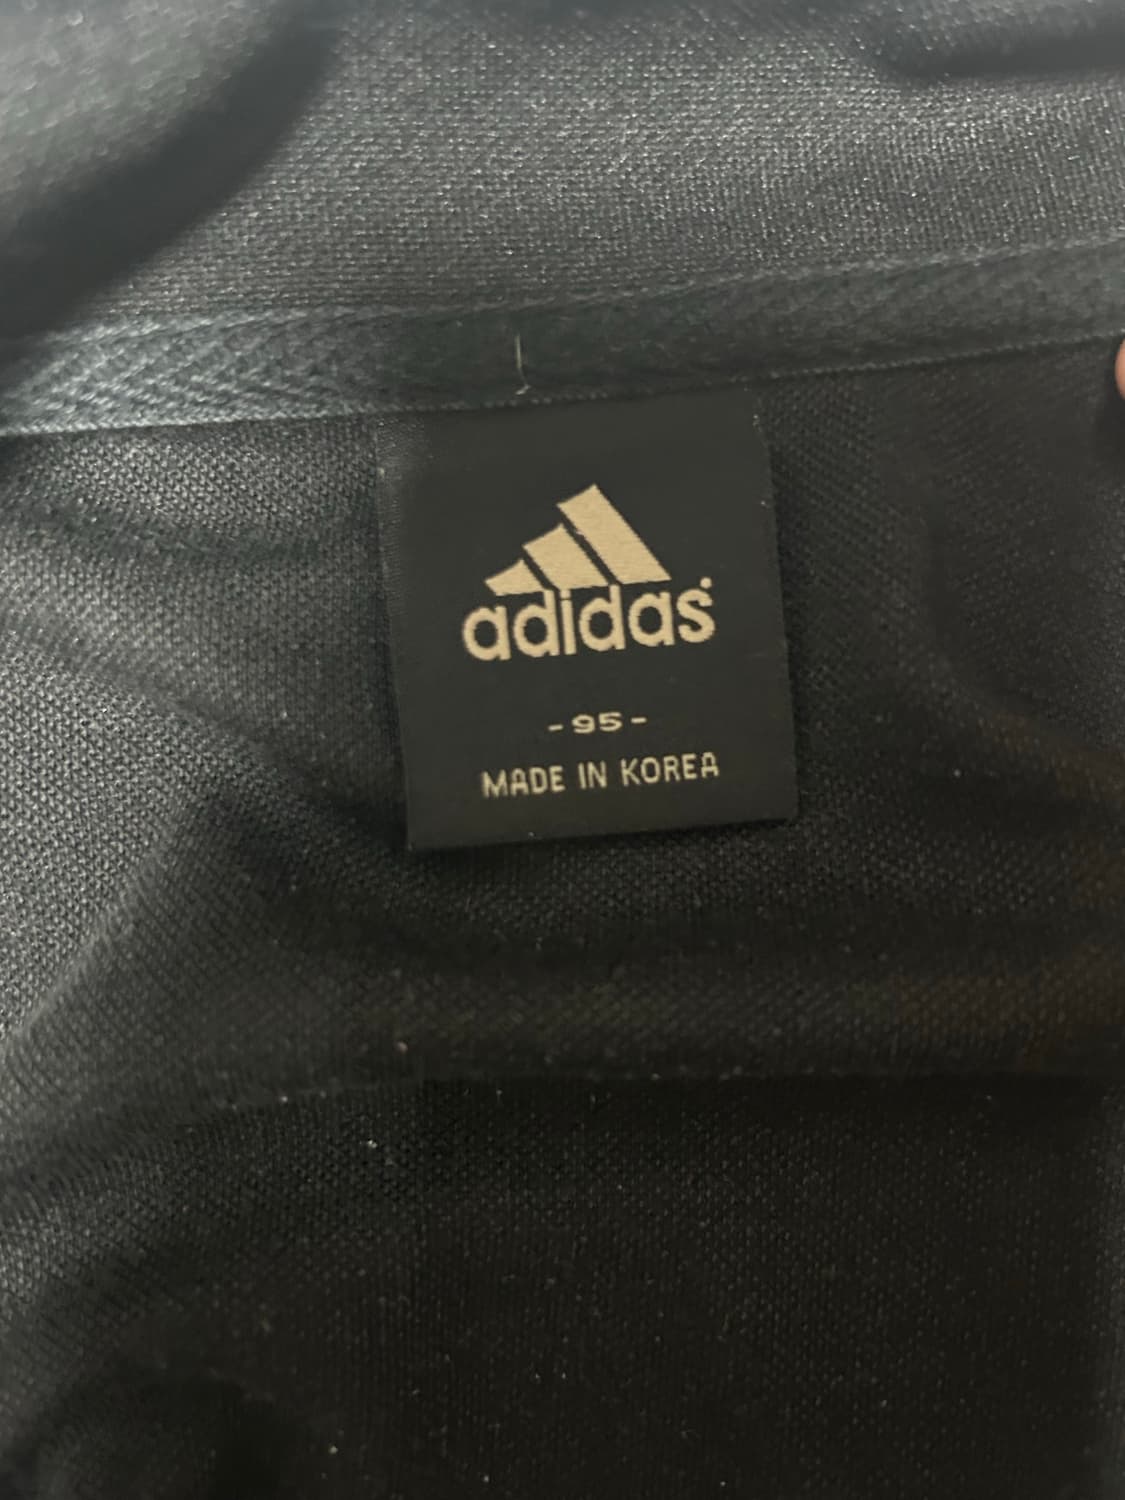 adidas
- 95 -
MADE IN KOREA